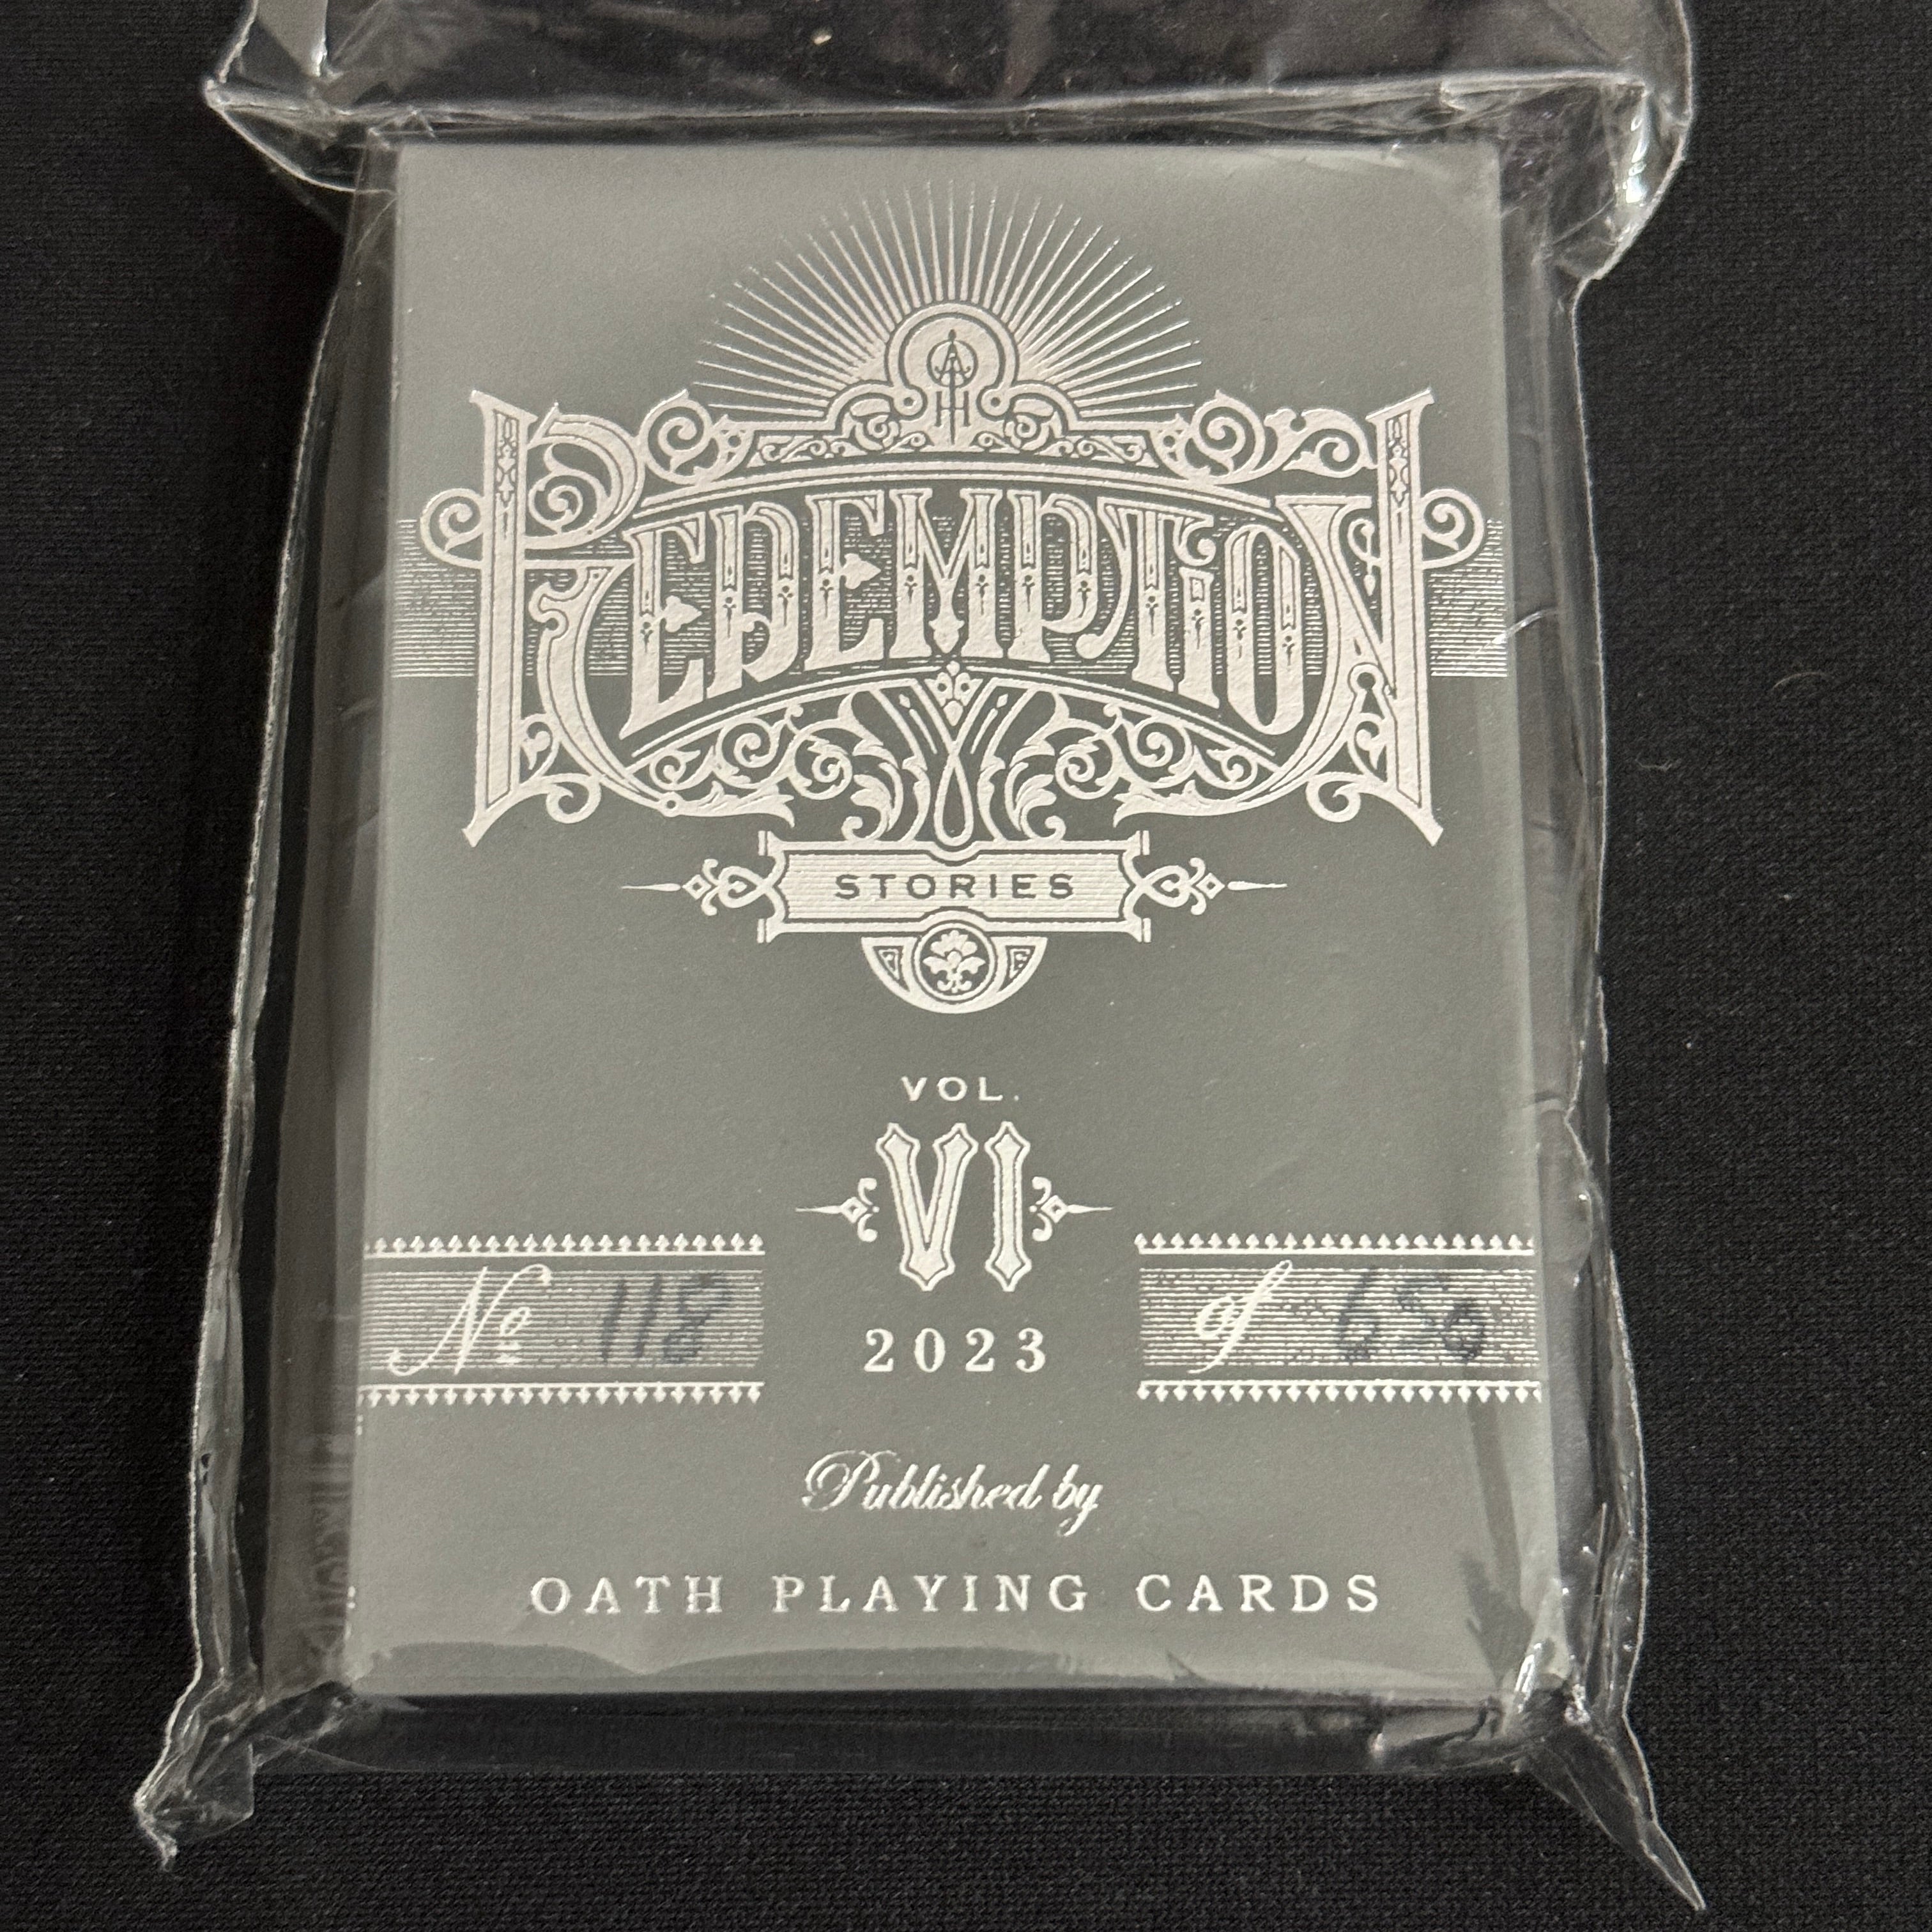 REDEMPTION
STORIES
VOL.
VI
2023
No 118
of 650
Published by
OATH PLAYING CARDS